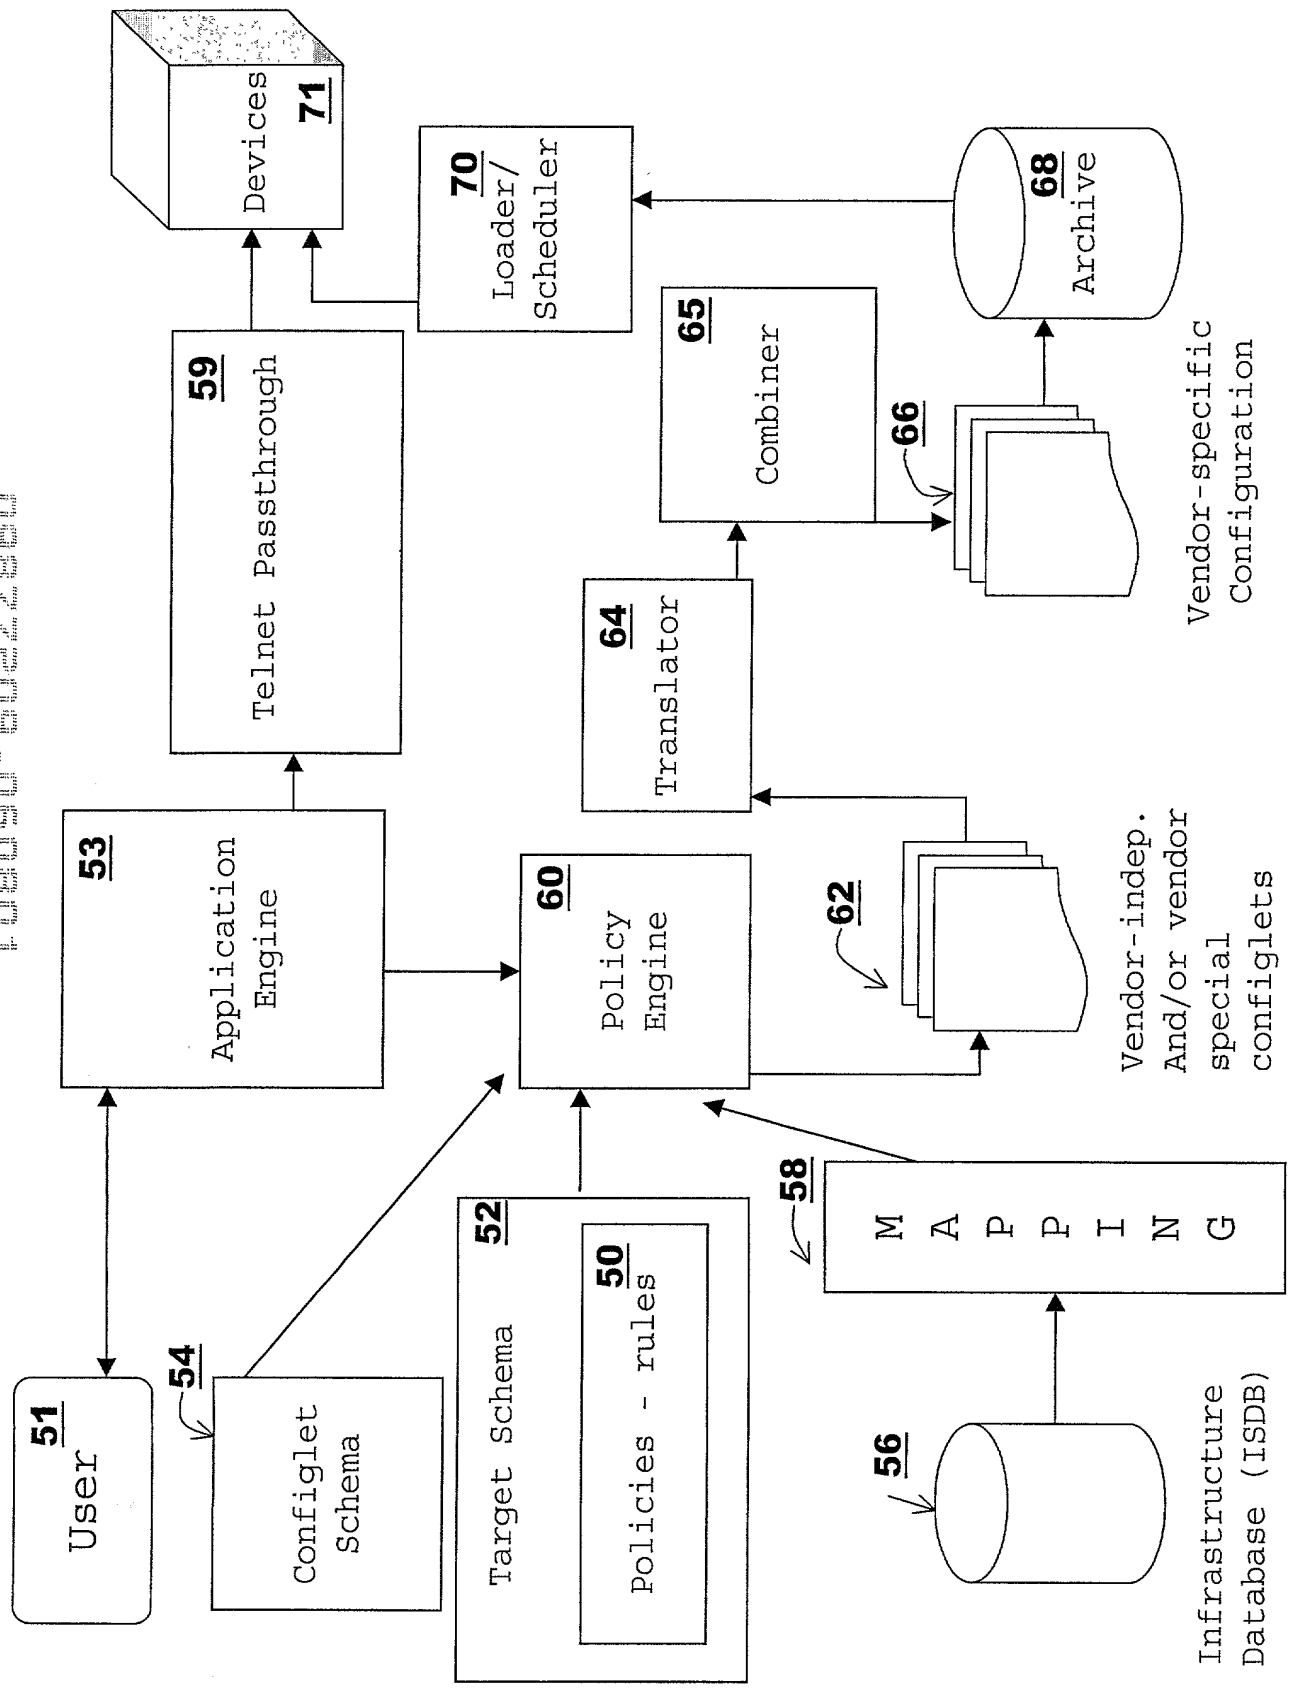 51
User
53
Application
Engine
59
Telnet Passthrough
Devices
71
54
Configlet
Schema
52
Target Schema
50
Policies - rules
60
Policy
Engine
64
Translator
65
Combiner
70
Loader/
Scheduler
56
Infrastructure
Database (ISDB)
58
M
A
P
P
I
N
G
62
Vendor-indep.
And/or vendor
special
configlets
66
Vendor-specific
Configuration
68
Archive